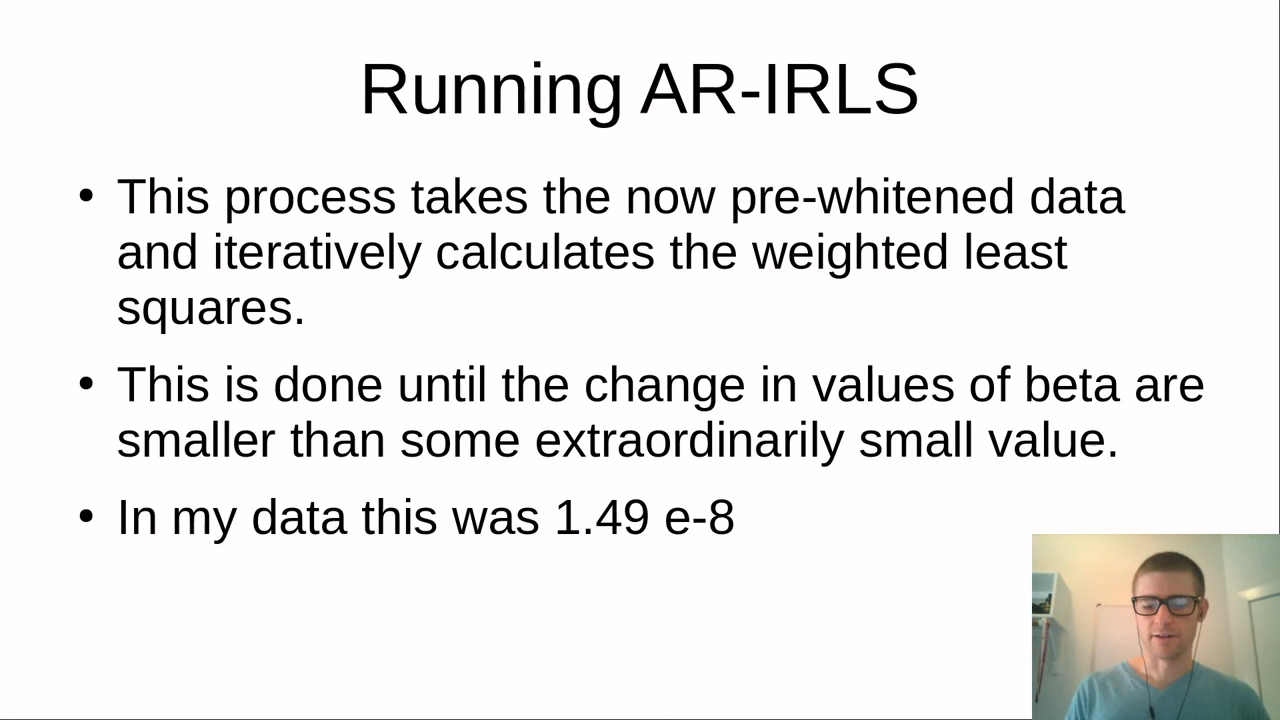 Running AR-IRLS
• This process takes the now pre-whitened data
and iteratively calculates the weighted least
squares.
• This is done until the change in values of beta are
smaller than some extraordinarily small value.
• In my data this was 1.49 e-8